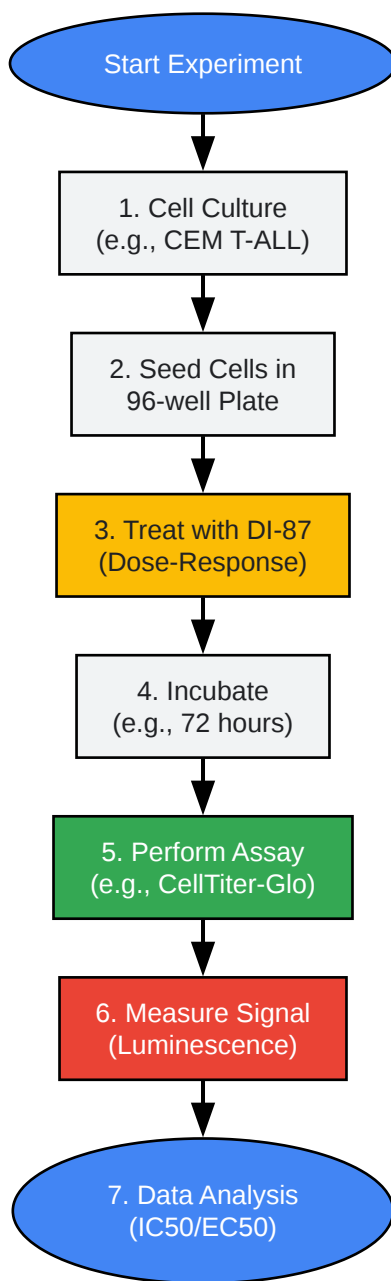 Start Experiment
1. Cell Culture
(e.g., CEM T-ALL)
2. Seed Cells in
96-well Plate
3. Treat with DI-87
(Dose-Response)
4. Incubate
(e.g., 72 hours)
5. Perform Assay
(e.g., CellTiter-Glo)
6. Measure Signal
(Luminescence)
7. Data Analysis
(IC50/EC50)